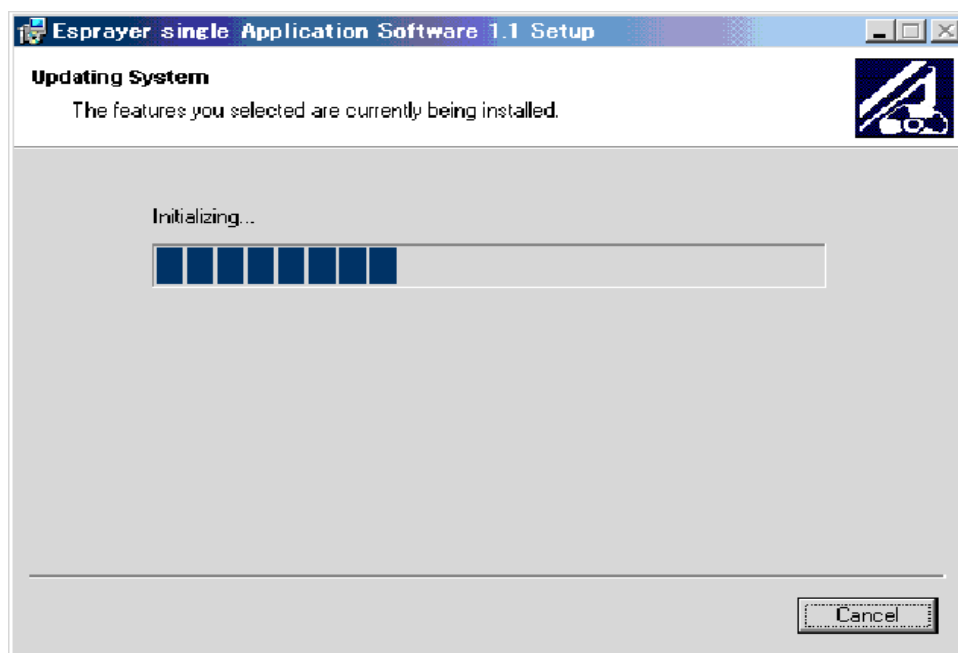 Esprayer single Application Software 1.1 Setup
Updating System
The features you selected are currently being installed.
Initializing...
Cancel